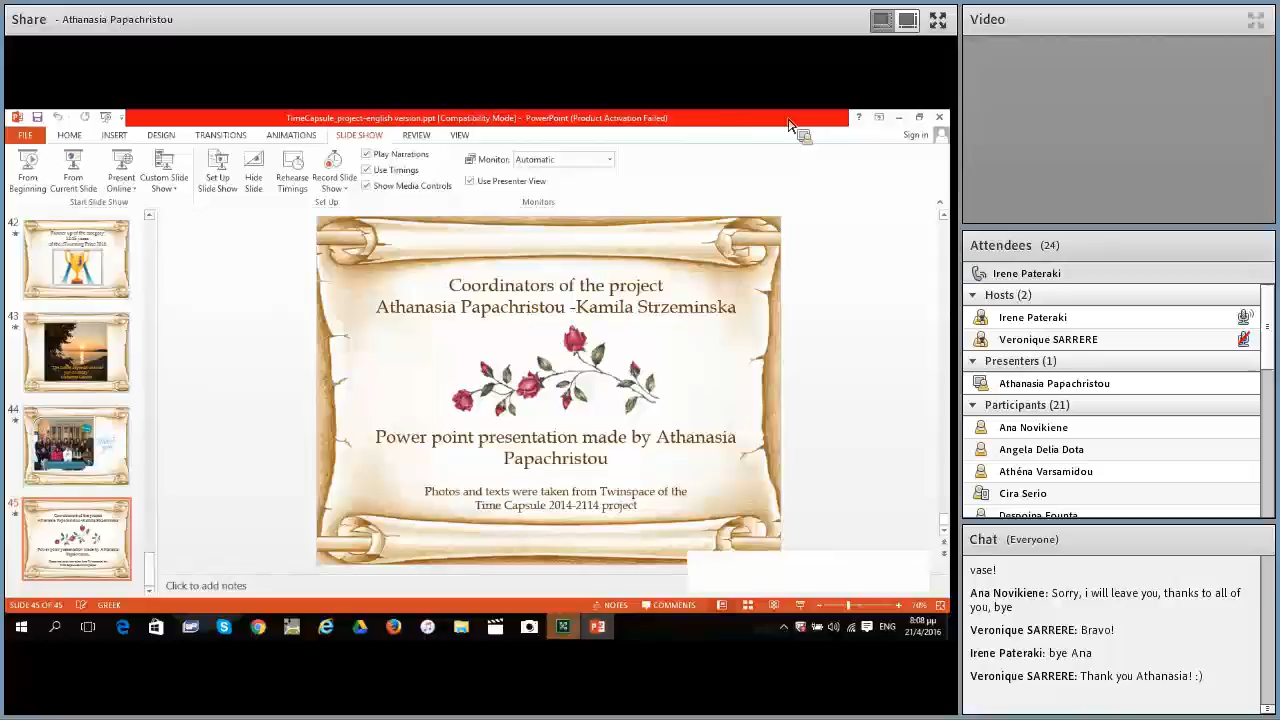 Share - Athanasia Papachristou
TimeCapsule_project-english version.ppt [Compatibility Mode] - PowerPoint (Product Activation Failed)
FILE HOME INSERT DESIGN TRANSITIONS ANIMATIONS SLIDE SHOW REVIEW VIEW Sign in
From Beginning
From Current Slide
Present Online
Custom Slide Show
Start Slide Show
Set Up Slide Show
Hide Slide
Rehearse Timings
Record Slide Show
Play Narrations
Use Timings
Show Media Controls
Set Up
Monitor: Automatic
Use Presenter View
Monitors
42
43
44
45
Coordinators of the project
Athanasia Papachristou -Kamila Strzeminska
Power point presentation made by Athanasia
Papachristou
Photos and texts were taken from Twinspace of the
Time Capsule 2014-2114 project
Click to add notes
SLIDE 45 OF 45 GREEK NOTES COMMENTS 70%
ENG 8:08 μμ
21/4/2016
Video
Attendees (24)
Irene Pateraki
Hosts (2)
Irene Pateraki
Veronique SARRERE
Presenters (1)
Athanasia Papachristou
Participants (21)
Ana Novikiene
Angela Delia Dota
Athéna Varsamidou
Cira Serio
Despoina Founta
Chat (Everyone)
vase!
Ana Novikiene: Sorry, i will leave you, thanks to all of
you, bye
Veronique SARRERE: Bravo!
Irene Pateraki: bye Ana
Veronique SARRERE: Thank you Athanasia! :)